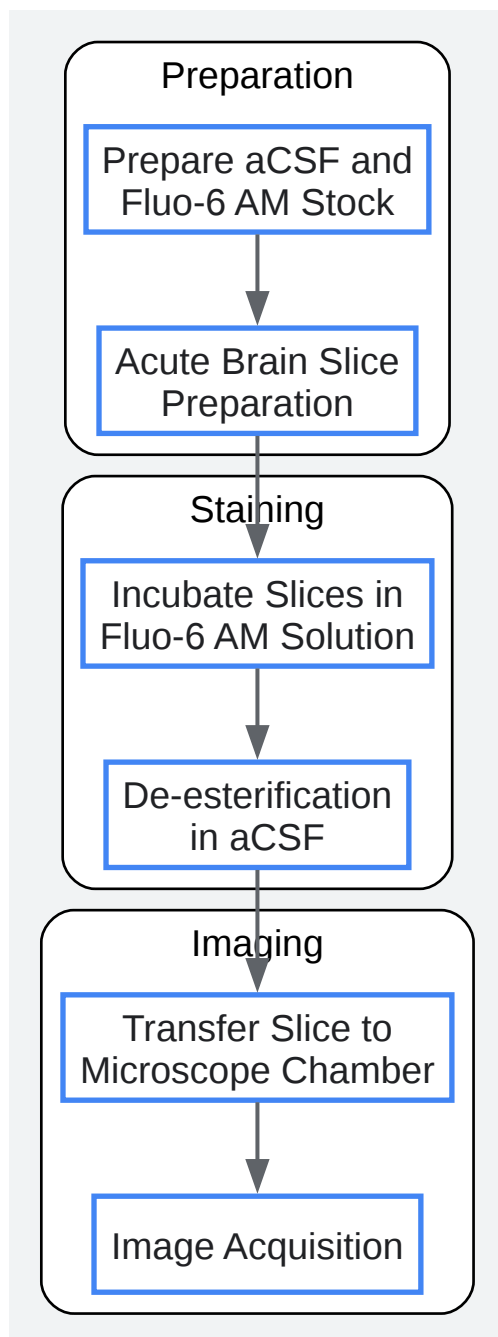 Preparation
Prepare aCSF and
Fluo-6 AM Stock
Acute Brain Slice
Preparation
Staining
Incubate Slices in
Fluo-6 AM Solution
De-esterification
in aCSF
Imaging
Transfer Slice to
Microscope Chamber
Image Acquisition